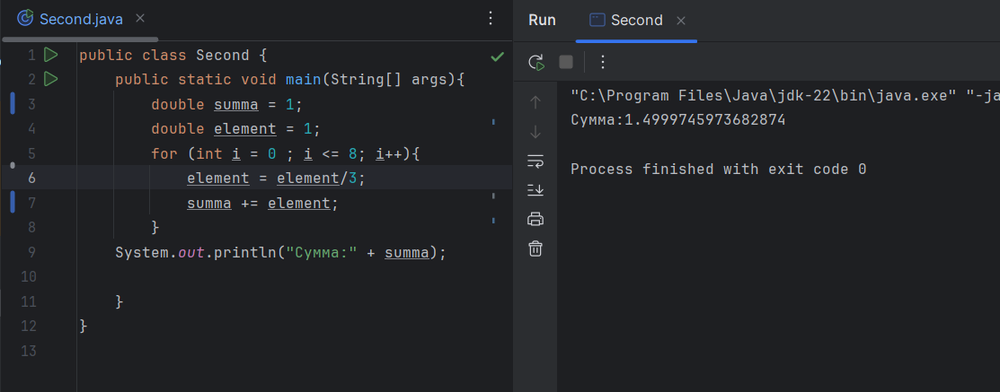 Second.java
1 public class Second {
2 public static void main(String[] args){
3 double summa = 1;
4 double element = 1;
5 for (int i = 0 ; i <= 8; i++){
6 element = element/3;
7 summa += element;
8 }
9 System.out.println("Сумма:" + summa);
10
11 }
12 }
13
Run Second
"C:\Program Files\Java\jdk-22\bin\java.exe" "-ja
Сумма:1.4999745973682874
Process finished with exit code 0